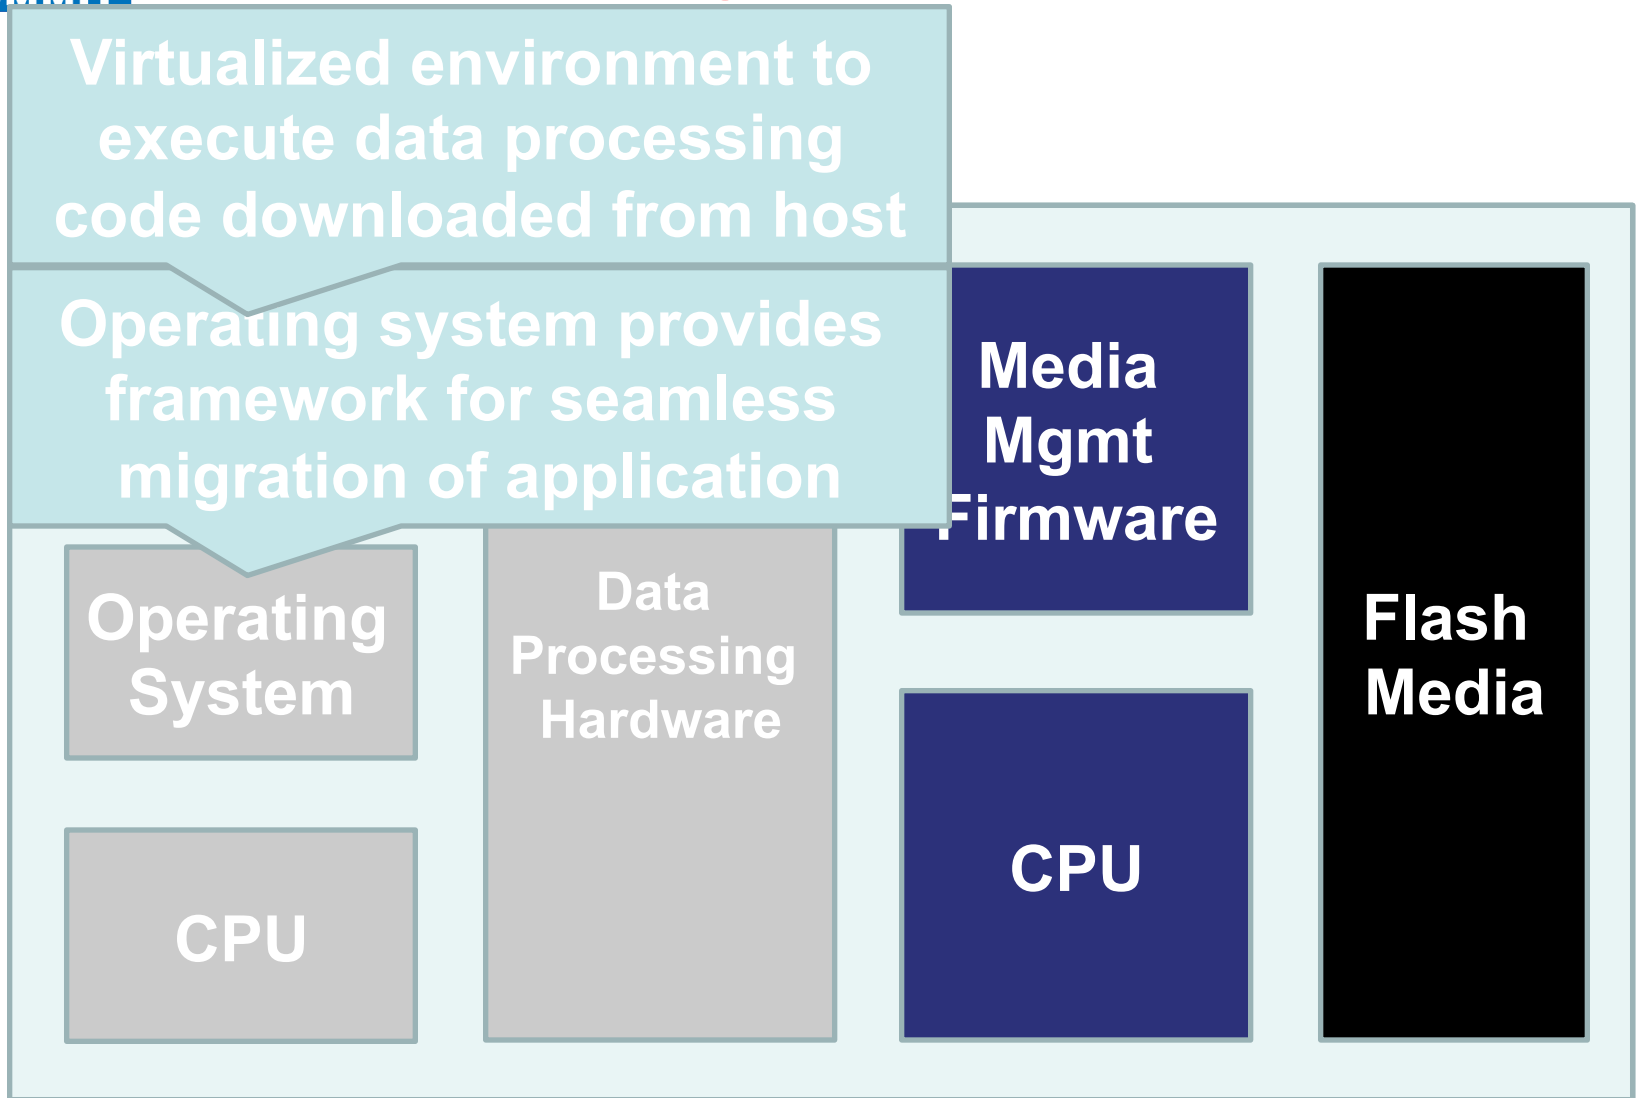 Virtualized environment to
execute data processing
code downloaded from host
Operating system provides
framework for seamless
migration of application
Media
Mgmt
Firmware
Data
Processing
Hardware
Operating
System
Flash
Media
CPU
CPU